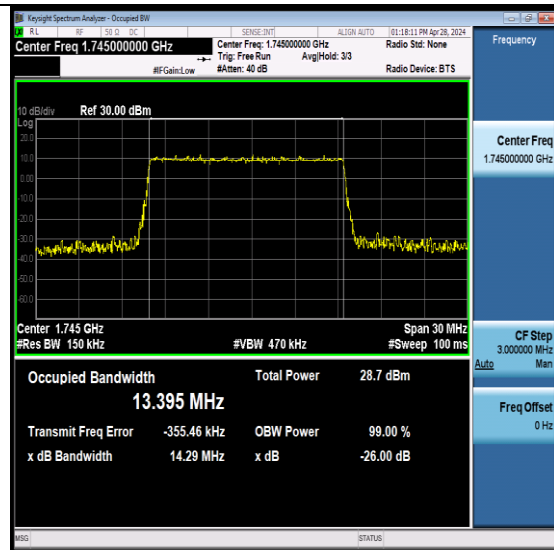 Keysight Spectrum Analyzer - Occupied BW
RL RF 50 Ω DC SENSE:INT ALIGN AUTO 01:18:11 PM Apr 28, 2024
Center Freq 1.745000000 GHz
Center Freq: 1.745000000 GHz
Radio Std: None
Trig: Free Run Avg|Hold: 3/3
#IFGain:Low #Atten: 40 dB Radio Device: BTS
Frequency
10 dB/div Ref 30.00 dBm
Log
20.0
10.0
0.00
-10.0
-20.0
-30.0
-40.0
-50.0
-60.0
Center 1.745 GHz Span 30 MHz
#Res BW 150 kHz #VBW 470 kHz #Sweep 100 ms
Center Freq
1.745000000 GHz
CF Step
3.000000 MHz
Auto Man
Freq Offset
0 Hz
Occupied Bandwidth Total Power 28.7 dBm
13.395 MHz
Transmit Freq Error -355.46 kHz OBW Power 99.00 %
x dB Bandwidth 14.29 MHz x dB -26.00 dB
MSG STATUS